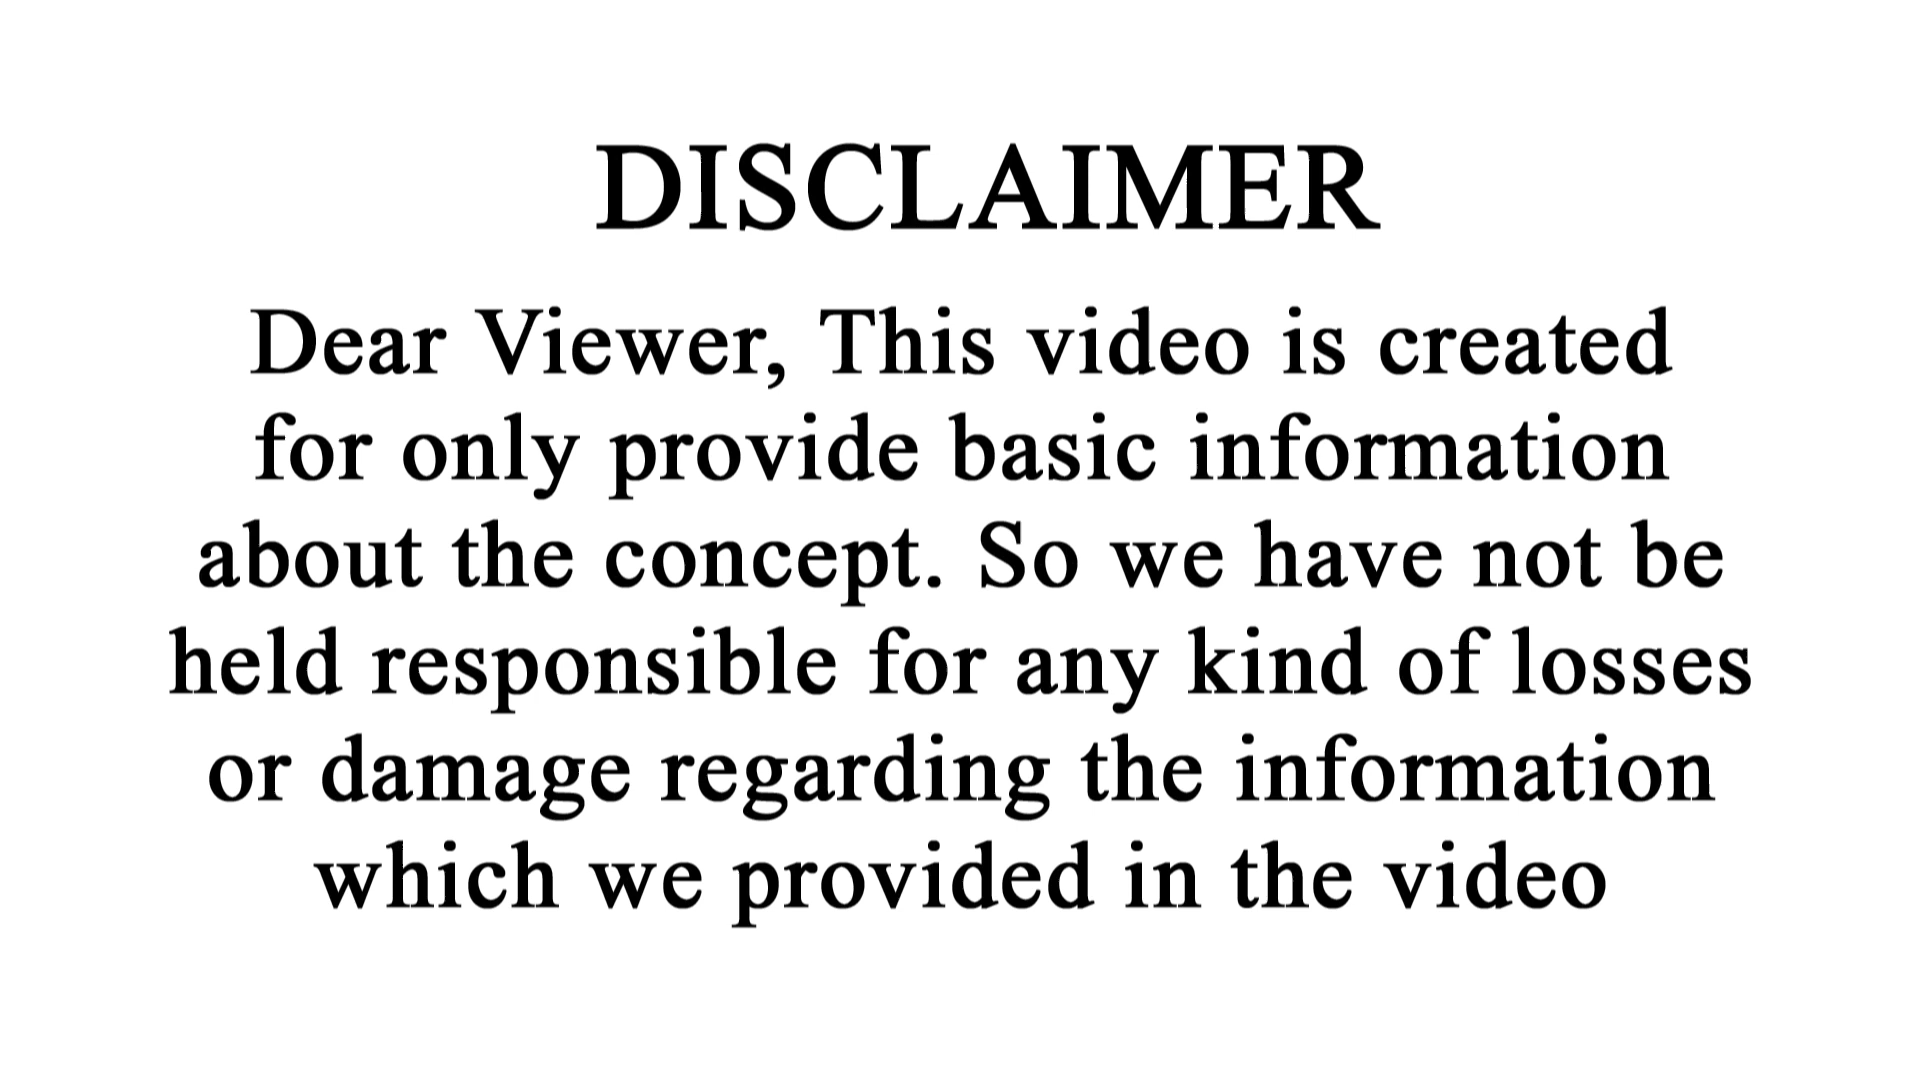 DISCLAIMER
Dear Viewer, This video is created
for only provide basic information
about the concept. So we have not be
held responsible for any kind of losses
or damage regarding the information
which we provided in the video